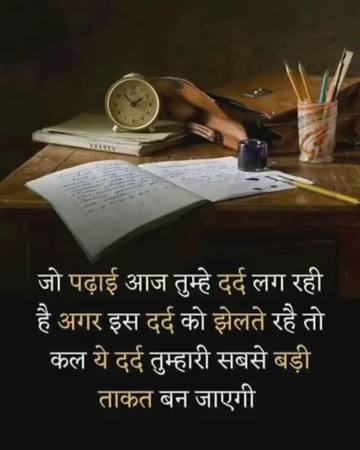 जो पढ़ाई आज तुम्हे दर्द लग रही
है अगर इस दर्द को झेलते रहै तो
कल ये दर्द तुम्हारी सबसे बड़ी
ताकत बन जाएगी